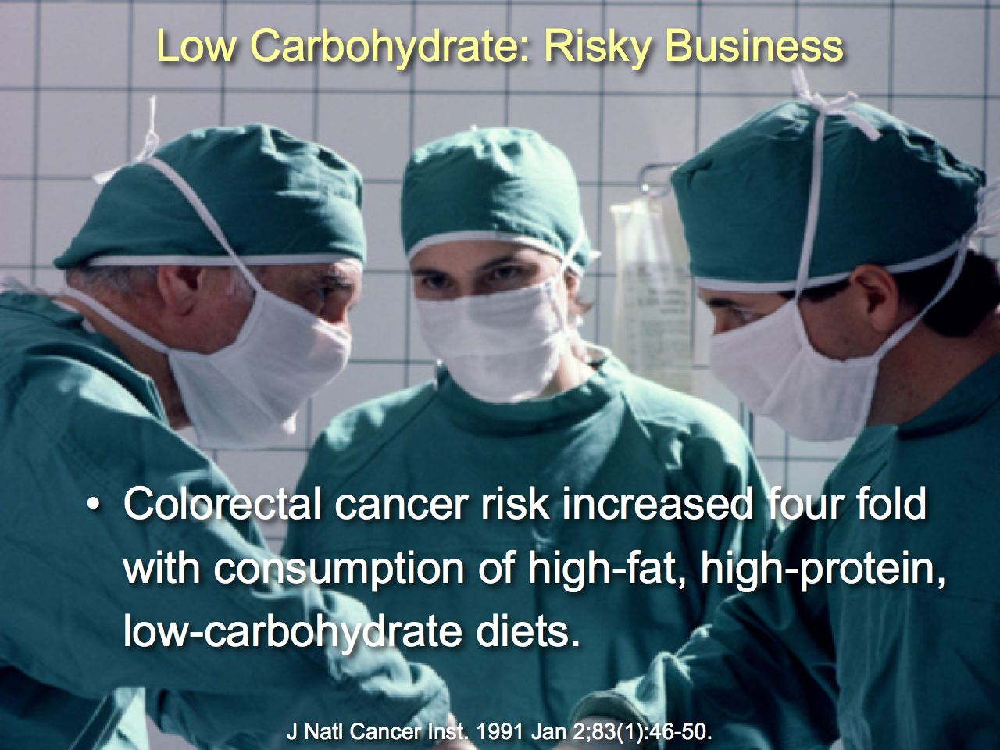 Low Carbohydrate: Risky Business
• Colorectal cancer risk increased four fold
with consumption of high-fat, high-protein,
low-carbohydrate diets.
J Natl Cancer Inst. 1991 Jan 2;83(1):46-50.